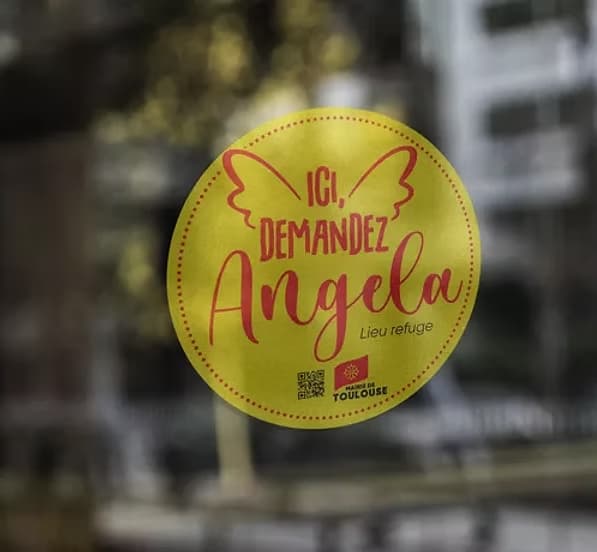 ICI,
DEMANDEZ
Angela
Lieu refuge
MAIRIE DE
TOULOUSE